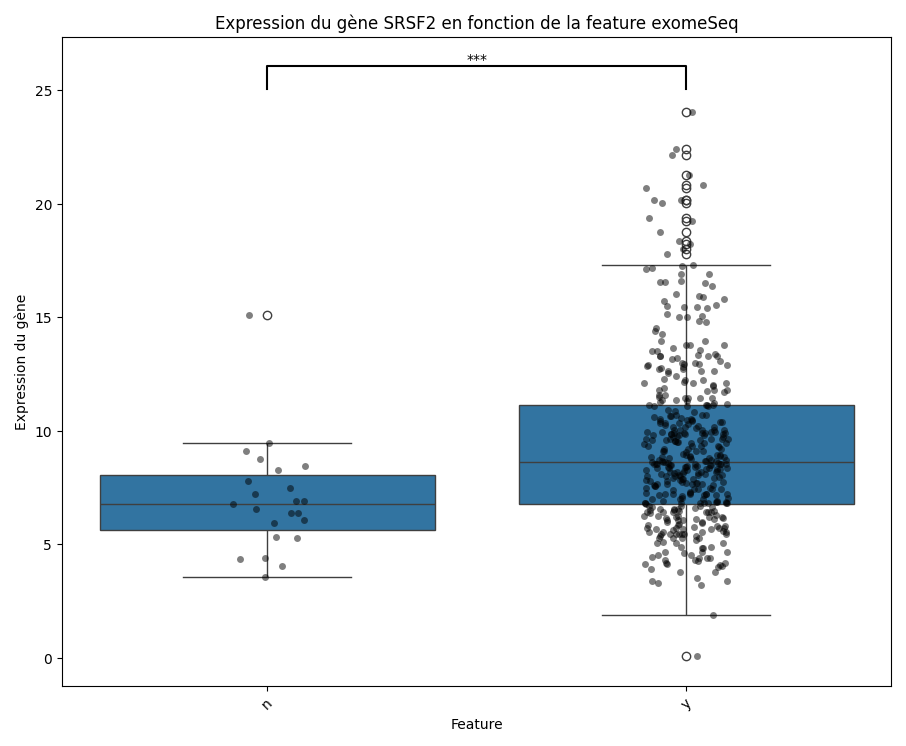 Expression du gène SRSF2 en fonction de la feature exomeSeq
***
25
20
15
10
5
0
Expression du gène
n
y
Feature